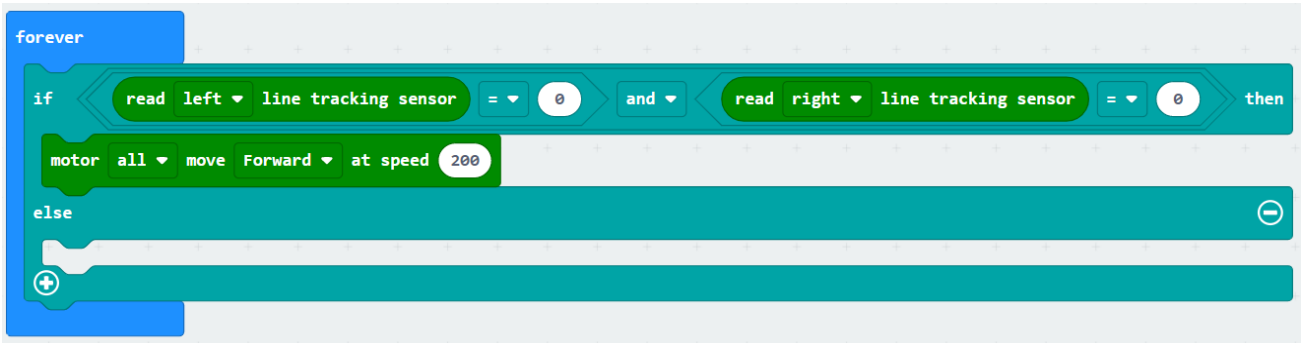 forever
if read left line tracking sensor = 0 and read right line tracking sensor = 0 then
motor all move Forward at speed 200
else